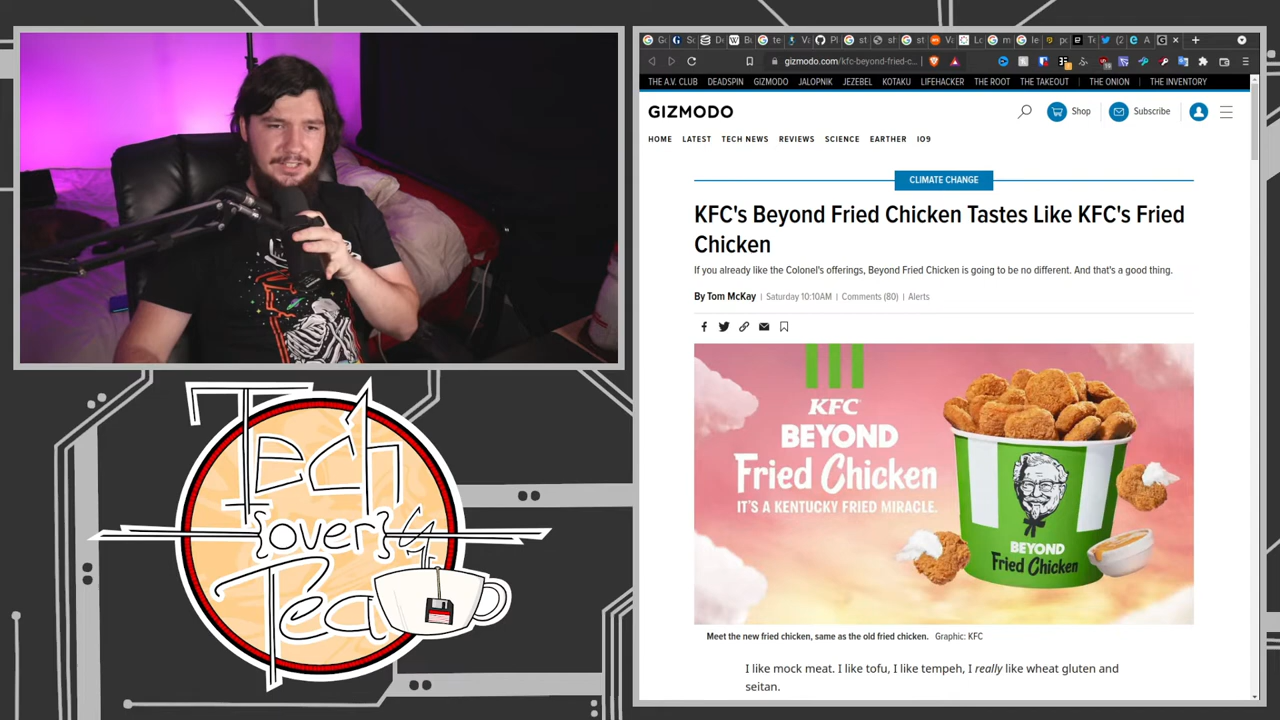 Tech
{over}
Tea
gizmodo.com/kfc-beyond-fried-c...
THE A.V. CLUB DEADSPIN GIZMODO JALOPNIK JEZEBEL KOTAKU LIFEHACKER THE ROOT THE TAKEOUT THE ONION THE INVENTORY
GIZMODO
Shop
Subscribe
HOME LATEST TECH NEWS REVIEWS SCIENCE EARTHER IO9
CLIMATE CHANGE
KFC's Beyond Fried Chicken Tastes Like KFC's Fried
Chicken
If you already like the Colonel's offerings, Beyond Fried Chicken is going to be no different. And that's a good thing.
By Tom McKay | Saturday 10:10AM | Comments (80) | Alerts
KFC
BEYOND
Fried Chicken
IT'S A KENTUCKY FRIED MIRACLE.
BEYOND
Fried Chicken
Meet the new fried chicken, same as the old fried chicken. Graphic: KFC
I like mock meat. I like tofu, I like tempeh, I really like wheat gluten and
seitan.